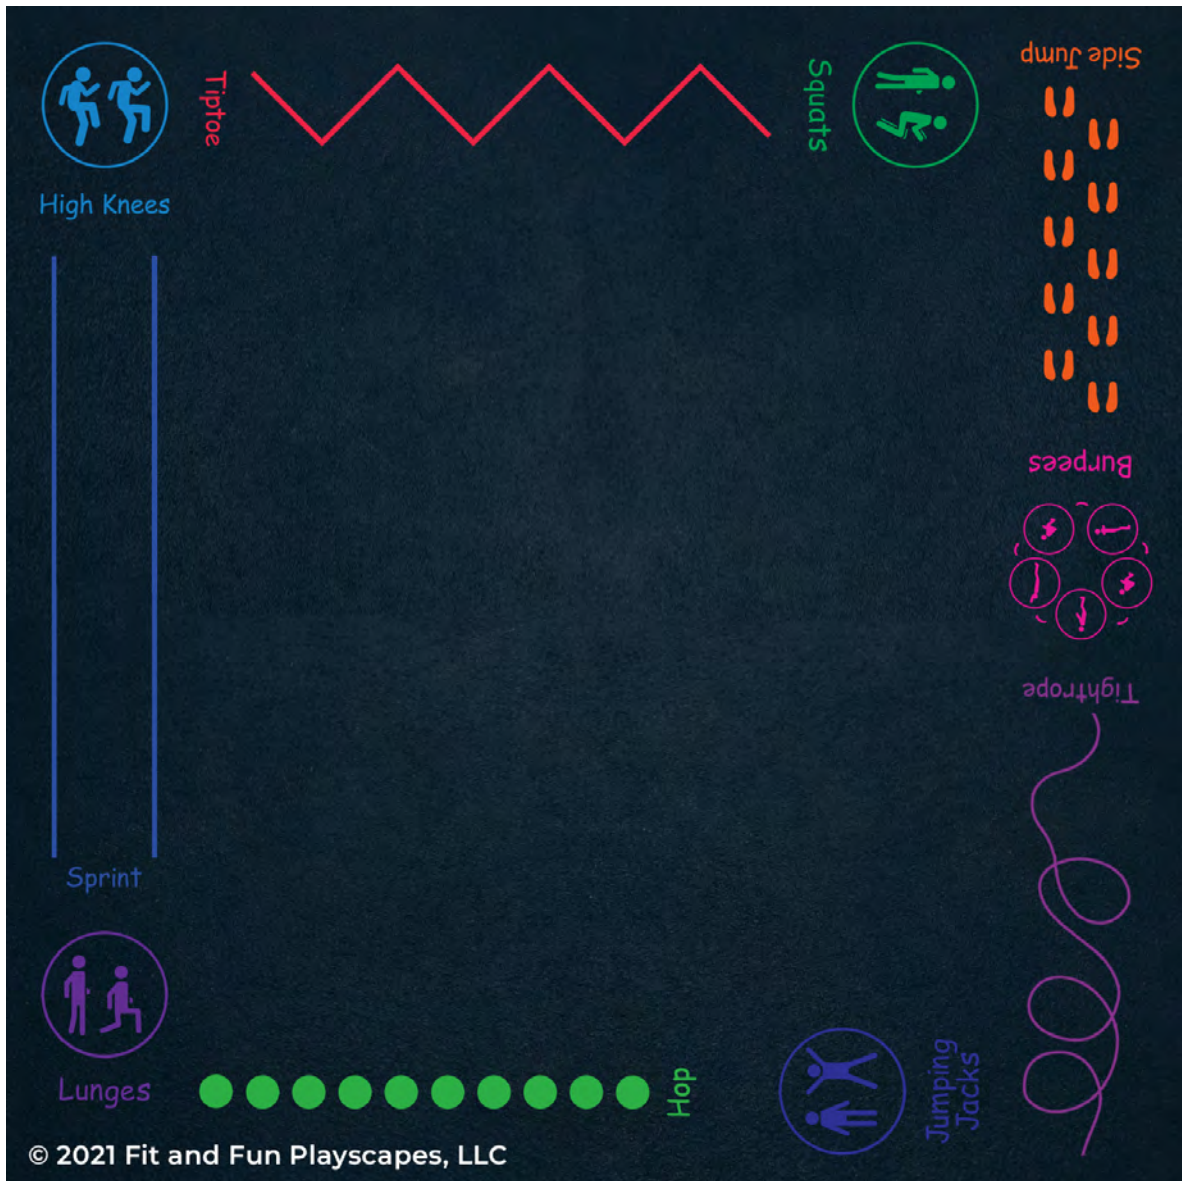 Side Jump
Tiptoe
Squats
High Knees
Burpees
Tightrope
Sprint
Lunges
Hop
Jumping
Jacks
© 2021 Fit and Fun Playscapes, LLC